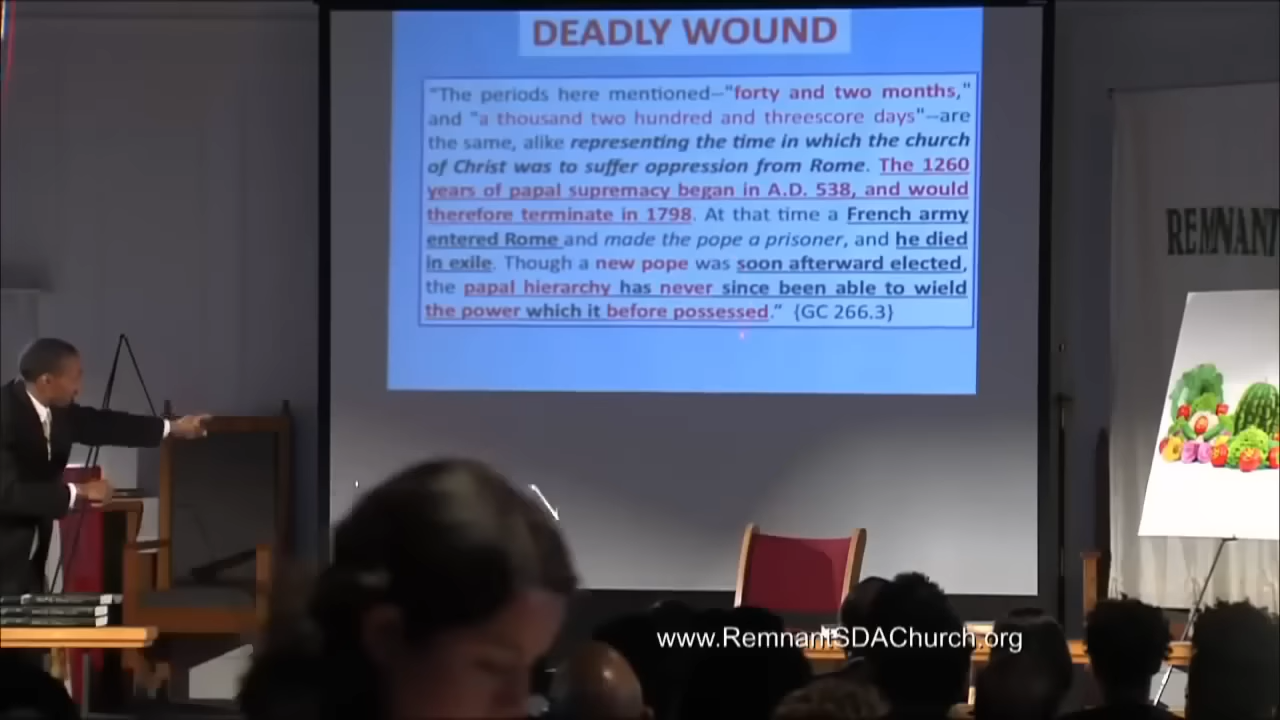 DEADLY WOUND
"The periods here mentioned—"forty and two months,"
and "a thousand two hundred and threescore days"—are
the same, alike representing the time in which the church
of Christ was to suffer oppression from Rome. The 1260
years of papal supremacy began in A.D. 538, and would
therefore terminate in 1798. At that time a French army
entered Rome and made the pope a prisoner, and he died
in exile. Though a new pope was soon afterward elected,
the papal hierarchy has never since been able to wield
the power which it before possessed." {GC 266.3}
REMNANT
www.RemnantSDAChurch.org